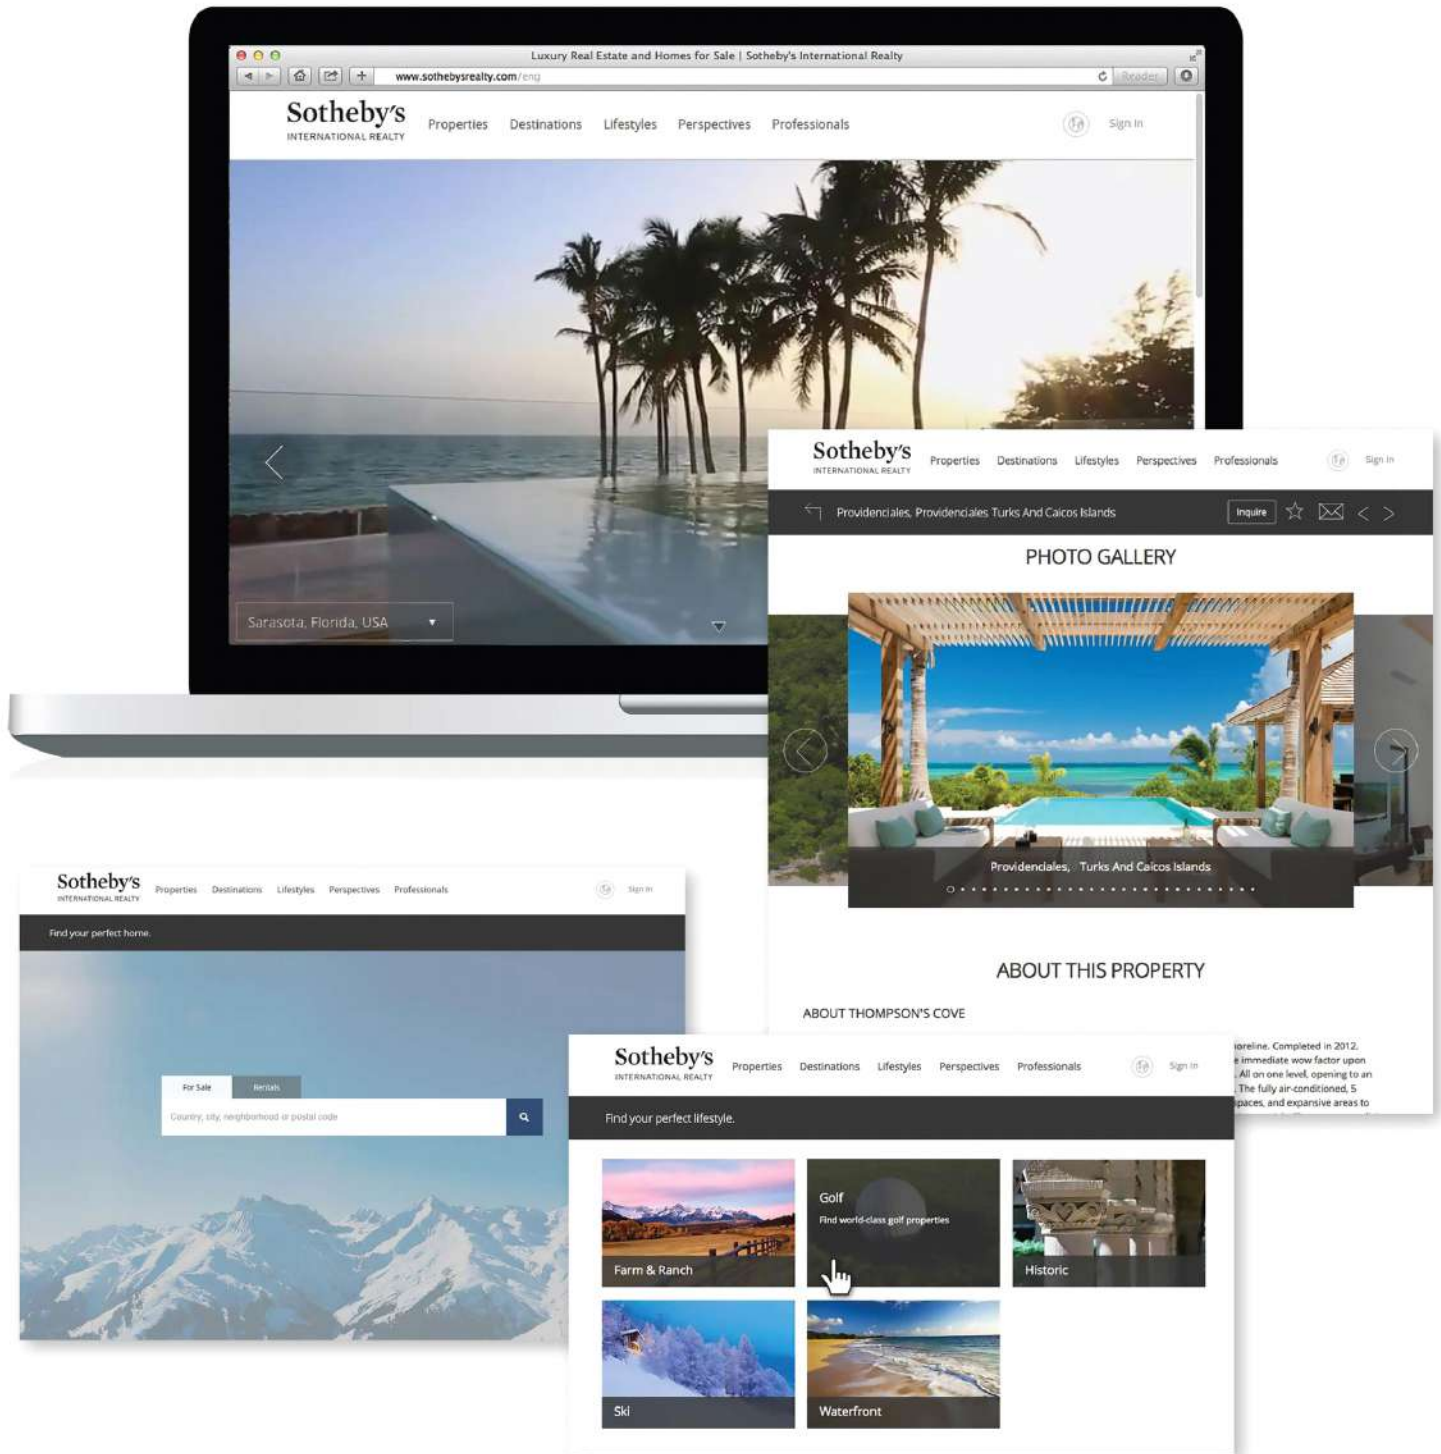 Luxury Real Estate and Homes for Sale | Sotheby's International Realty
www.sothebysrealty.com/eng
Reader
Sotheby's
INTERNATIONAL REALTY
Properties Destinations Lifestyles Perspectives Professionals
Sign In
Sarasota, Florida, USA
Sotheby's
INTERNATIONAL REALTY
Properties Destinations Lifestyles Perspectives Professionals
Sign In
Providenciales, Providenciales Turks And Caicos Islands
Inquire
PHOTO GALLERY
Providenciales, Turks And Caicos Islands
ABOUT THIS PROPERTY
ABOUT THOMPSON'S COVE
oreline. Completed in 2012.
e immediate wow factor upon
. All on one level, opening to an
. The fully air-conditioned, 5
spaces, and expansive areas to
Sotheby's
INTERNATIONAL REALTY
Properties Destinations Lifestyles Perspectives Professionals
Sign In
Find your perfect home.
For Sale Rentals
Country, city, neighborhood or postal code
Sotheby's
INTERNATIONAL REALTY
Properties Destinations Lifestyles Perspectives Professionals
Sign In
Find your perfect lifestyle.
Farm & Ranch
Golf
Find world-class golf properties
Historic
Ski
Waterfront